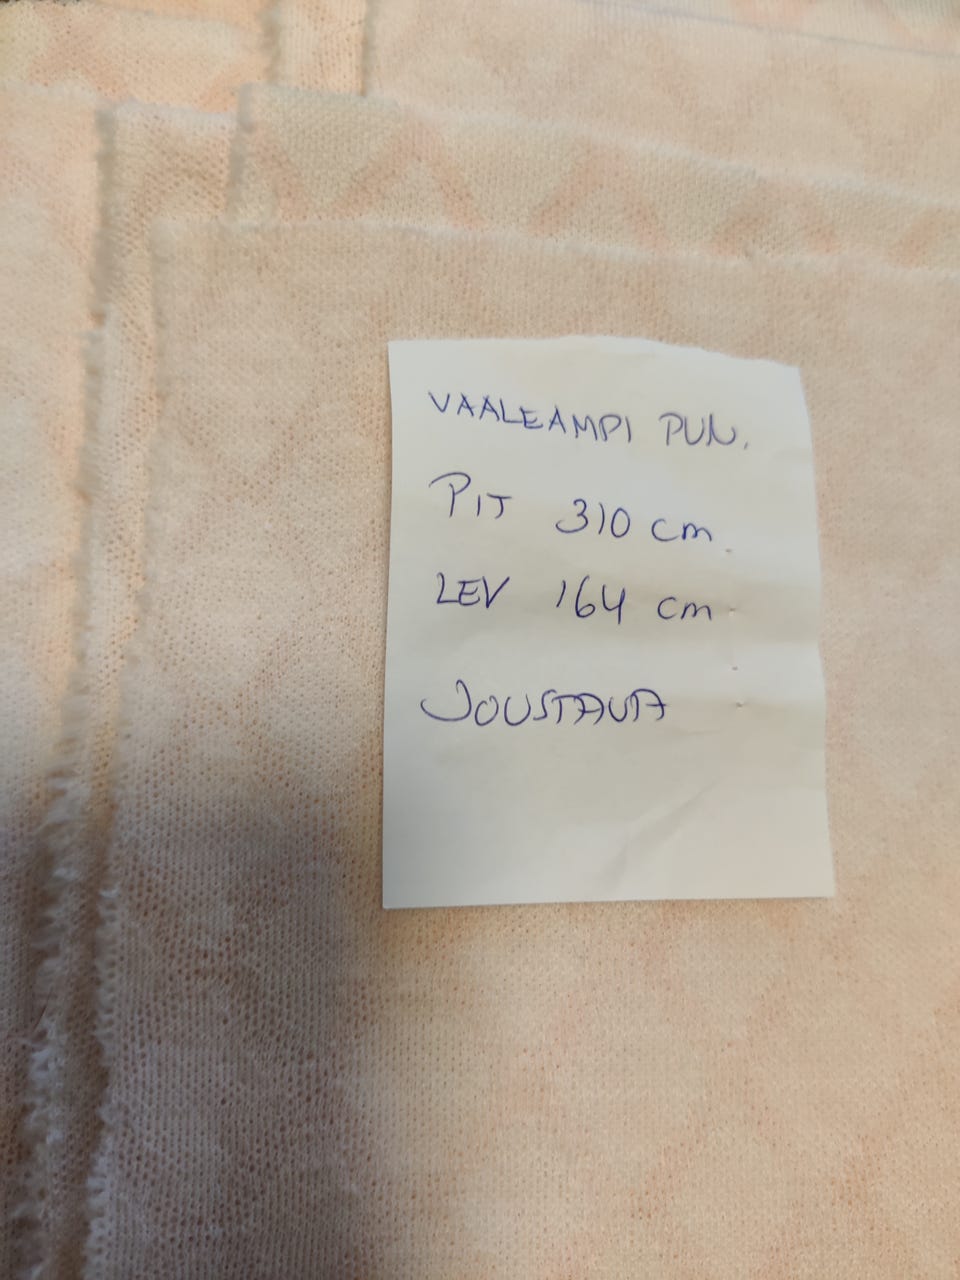 VAALEAMPI PUN.
PIT 310 cm
LEV 164 cm
JOUSTAVA